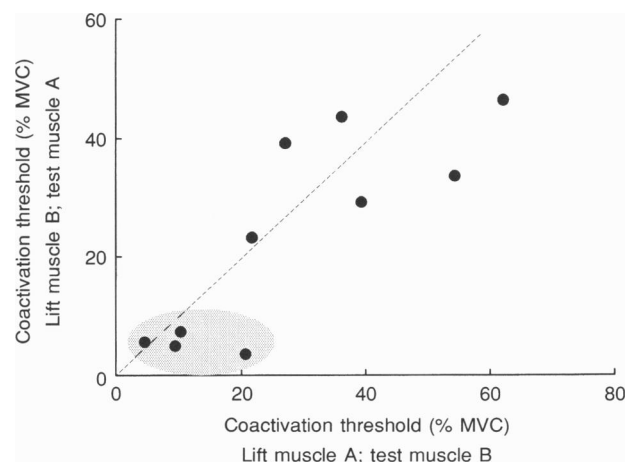 60
40
20
0
0
20
40
60
80
Coactivation threshold (% MVC)
Lift muscle B; test muscle A
Coactivation threshold (% MVC)
Lift muscle A; test muscle B